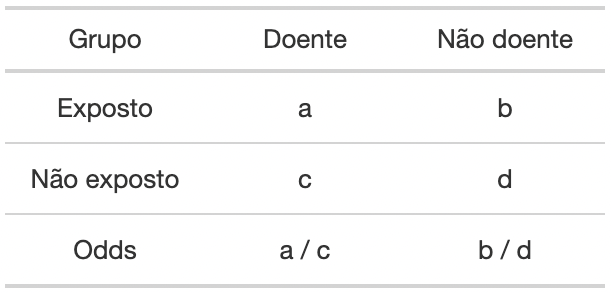 Grupo Doente Não doente
Exposto a b
Não exposto c d
Odds a / c b / d